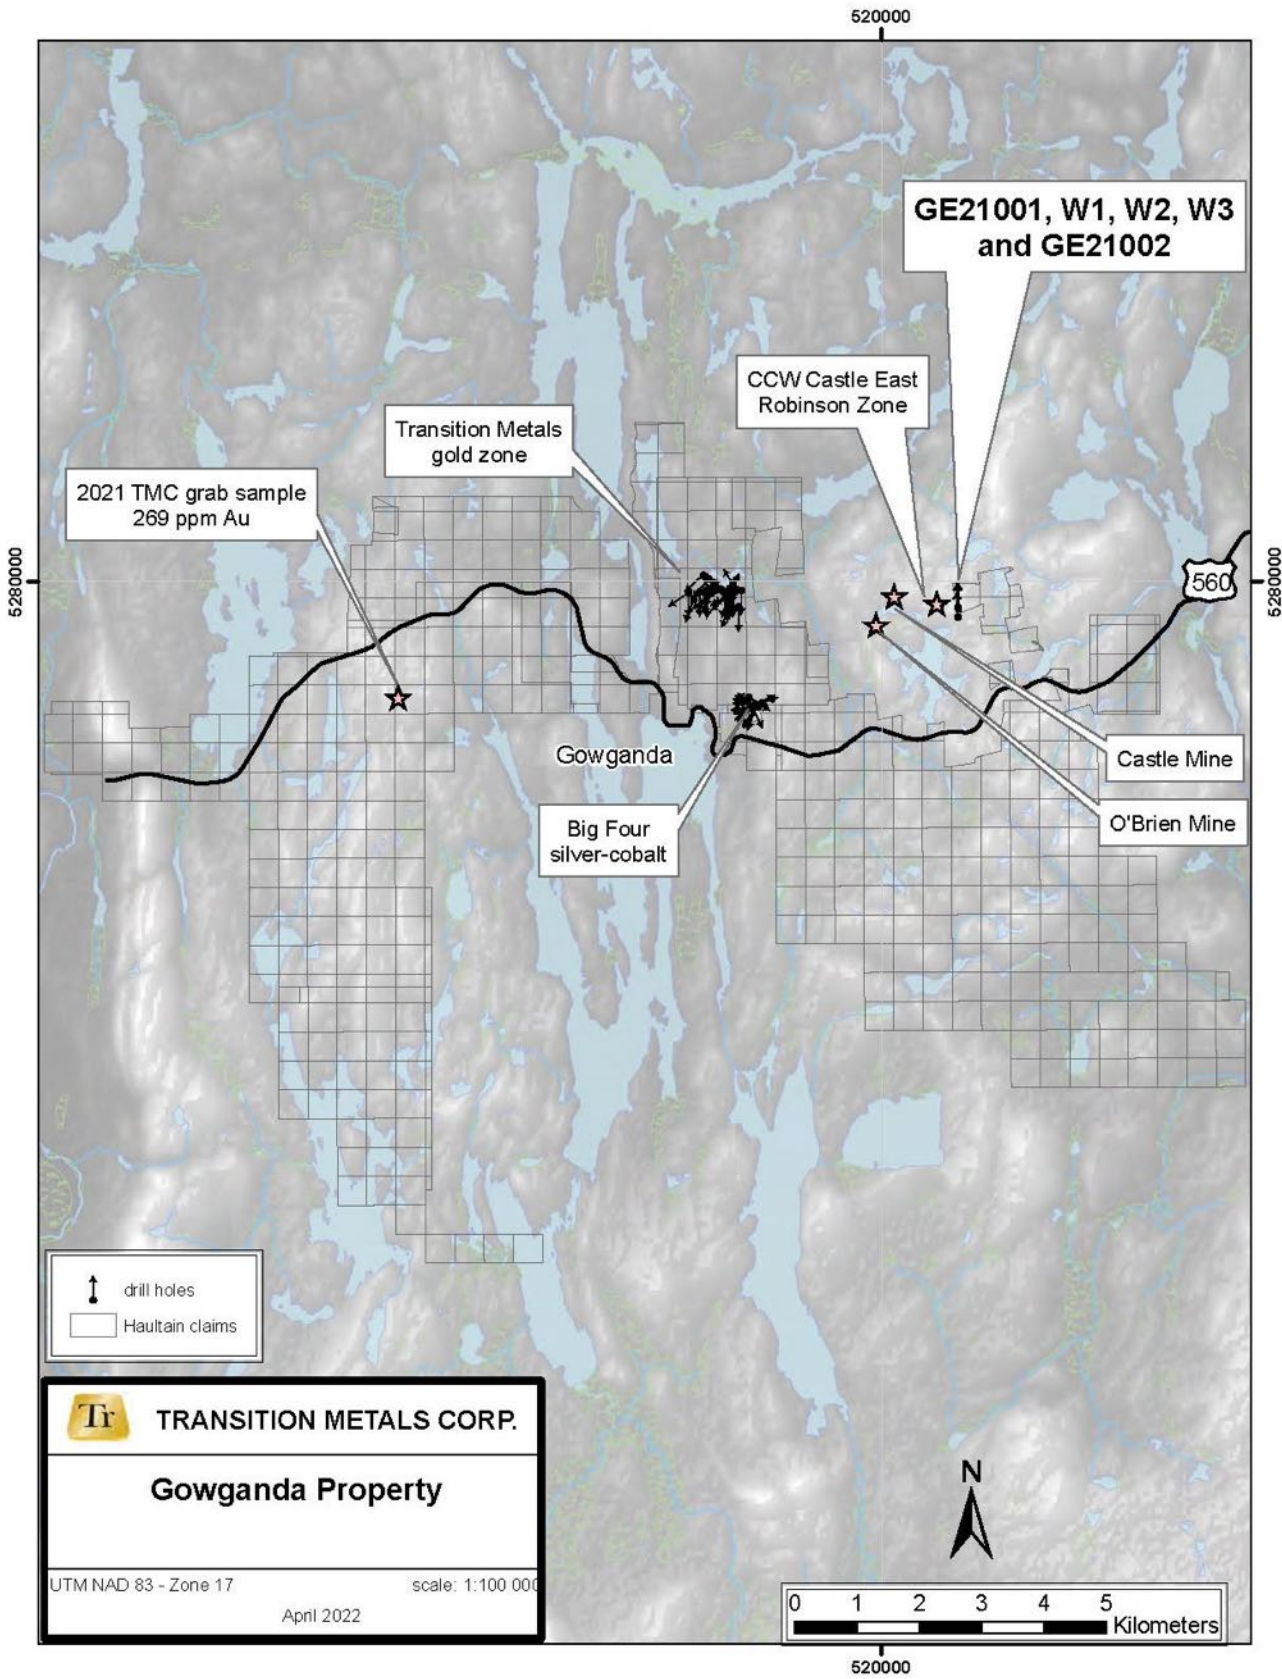 520000
GE21001, W1, W2, W3
and GE21002
CCW Castle East
Robinson Zone
Transition Metals
gold zone
2021 TMC grab sample
269 ppm Au
5280000
5280000
560
Gowganda
Castle Mine
O'Brien Mine
Big Four
silver-cobalt
drill holes
Haultain claims
Tr
TRANSITION METALS CORP.
Gowganda Property
UTM NAD 83 - Zone 17
scale: 1:100 000
April 2022
N
0 1 2 3 4 5
Kilometers
520000